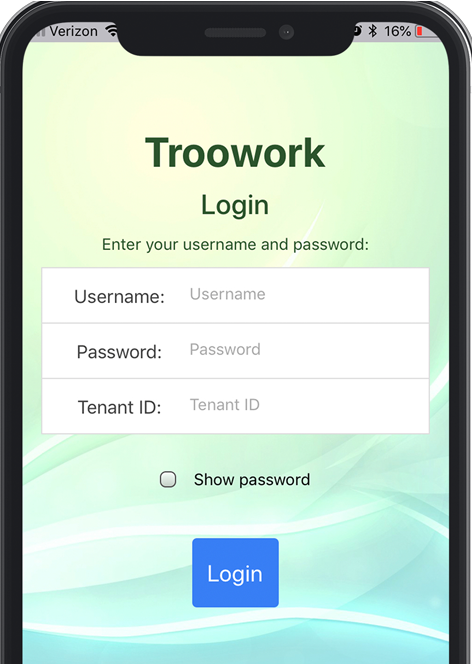 Verizon 16%
Troowork
Login
Enter your username and password:
Username: Username
Password: Password
Tenant ID: Tenant ID
Show password
Login